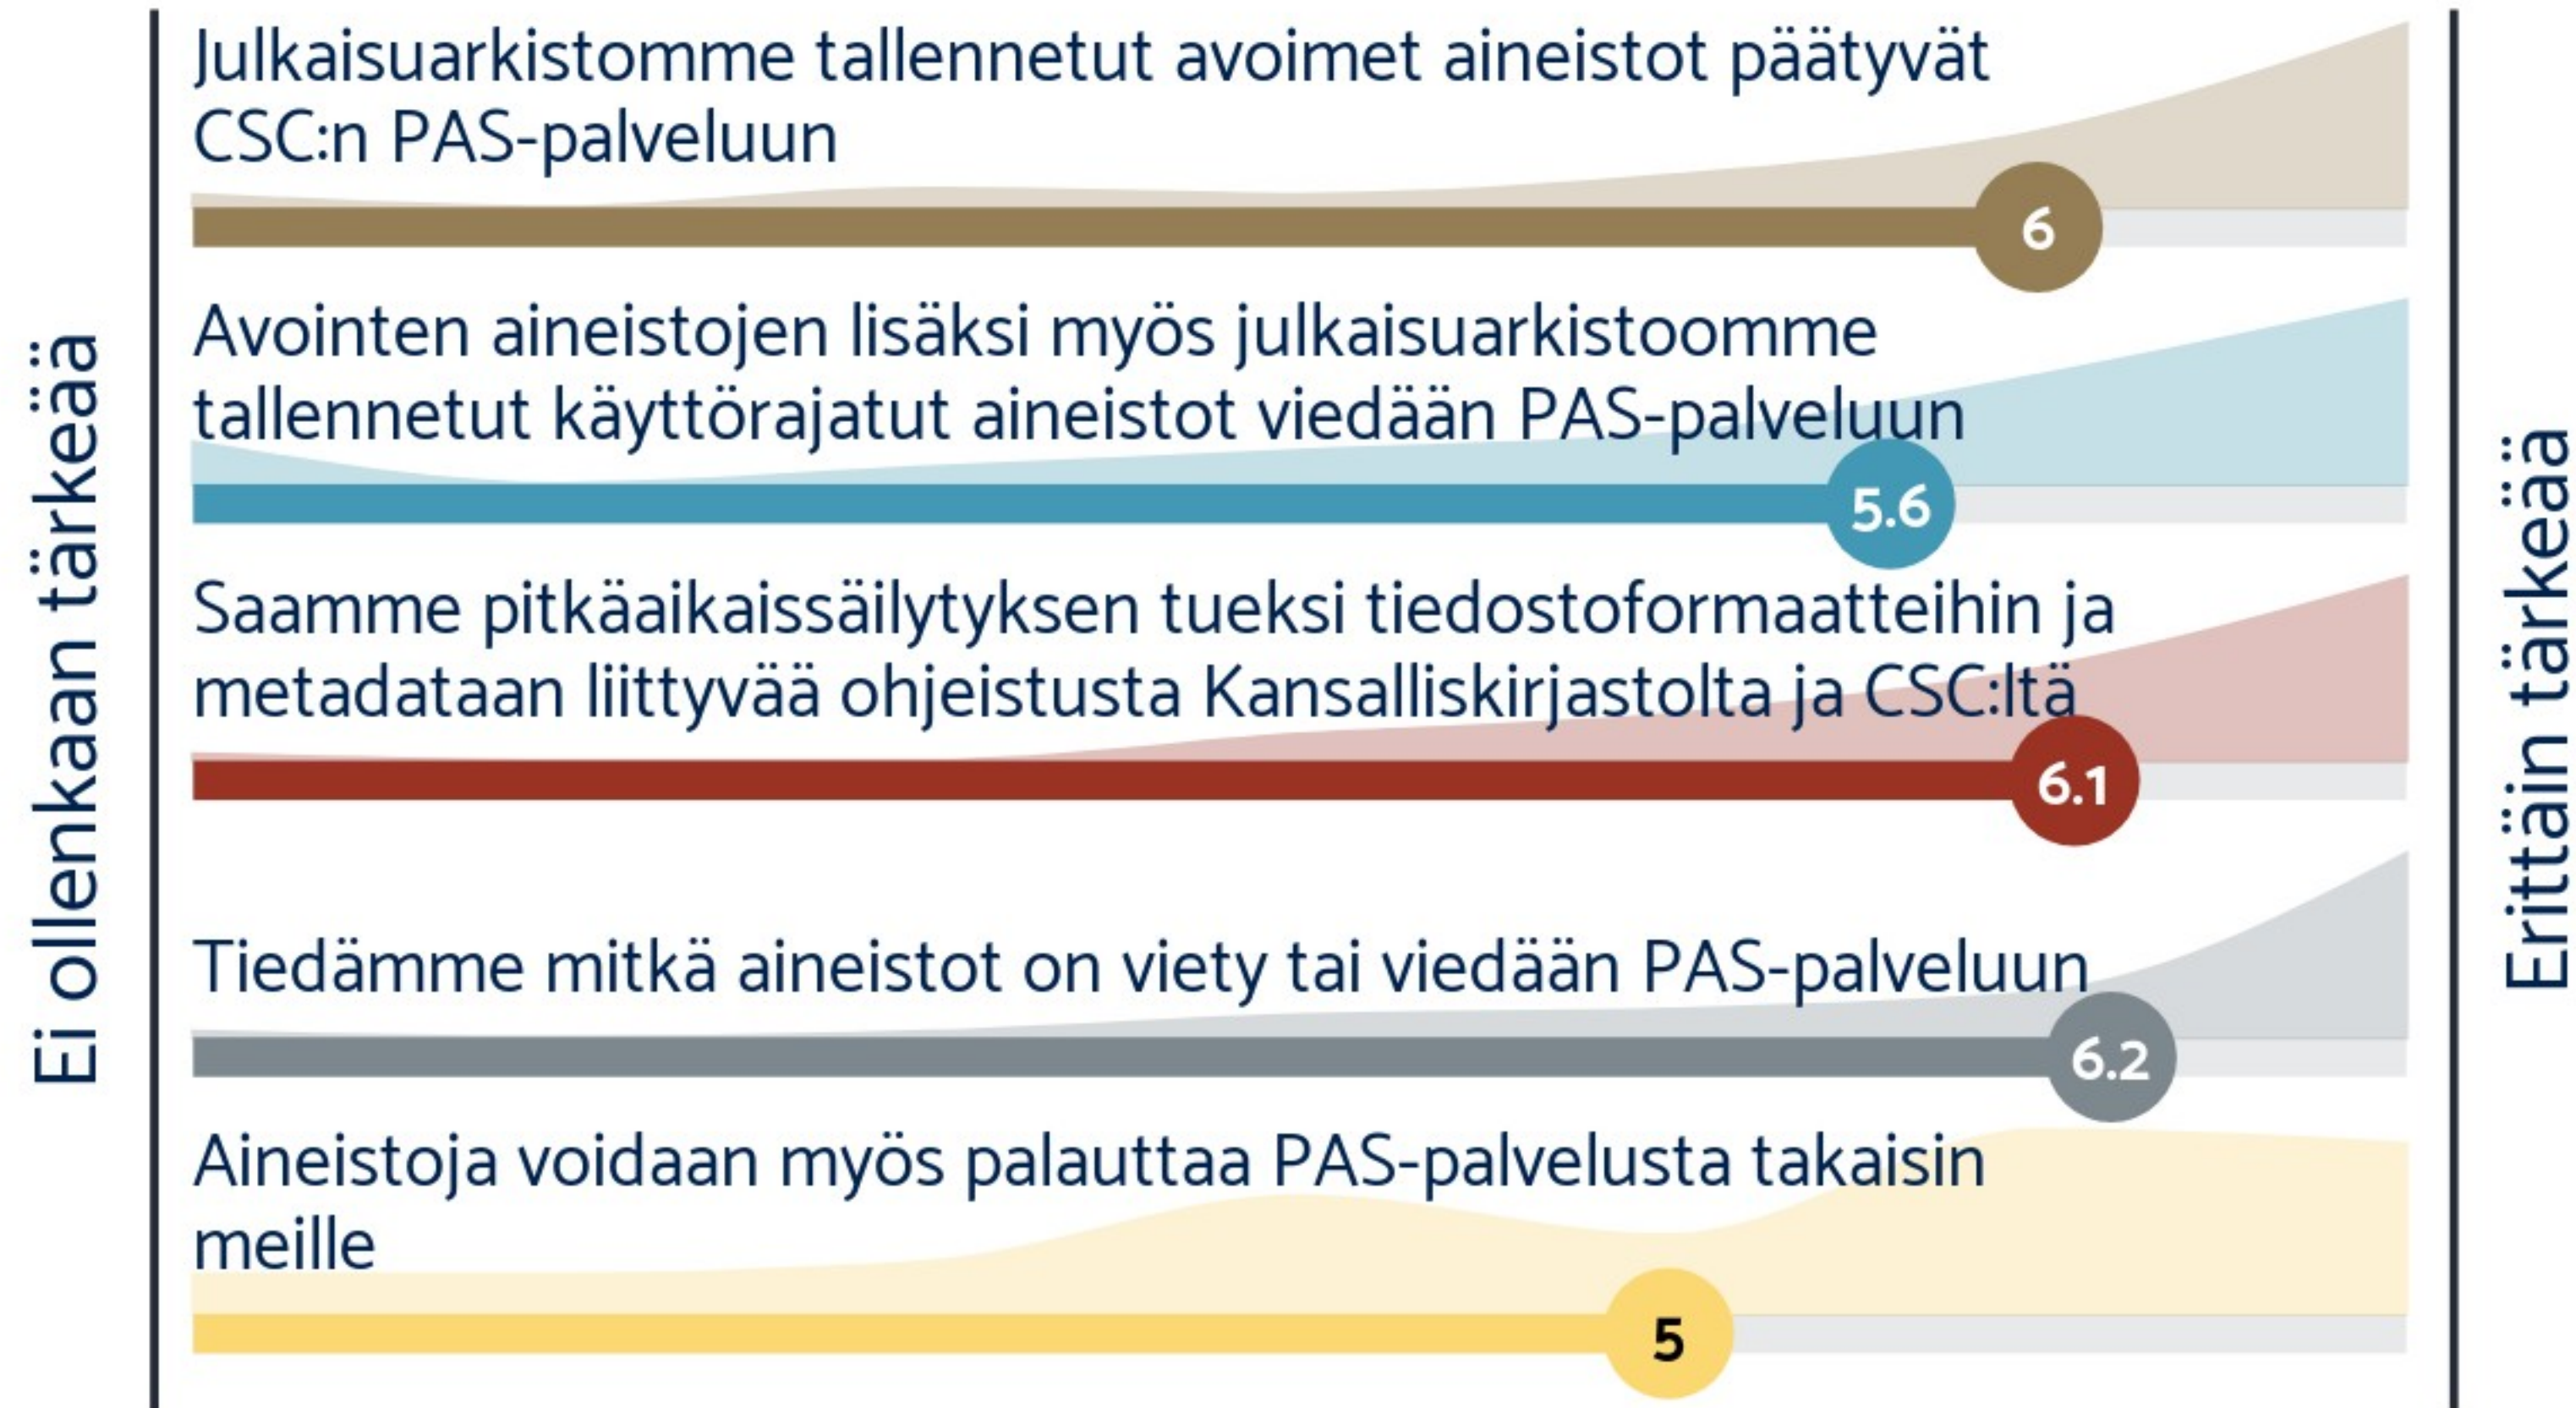 Ei ollenkaan tärkeää
Julkaisuarkistomme tallennetut avoimet aineistot päätyvät
CSC:n PAS-palveluun
6
Avointen aineistojen lisäksi myös julkaisuarkistoomme
tallennetut käyttörajatut aineistot viedään PAS-palveluun
5.6
Saamme pitkäaikaissäilytyksen tueksi tiedostoformaatteihin ja
metadataan liittyvää ohjeistusta Kansalliskirjastolta ja CSC:ltä
6.1
Tiedämme mitkä aineistot on viety tai viedään PAS-palveluun
6.2
Aineistoja voidaan myös palauttaa PAS-palvelusta takaisin
meille
5
Erittäin tärkeää